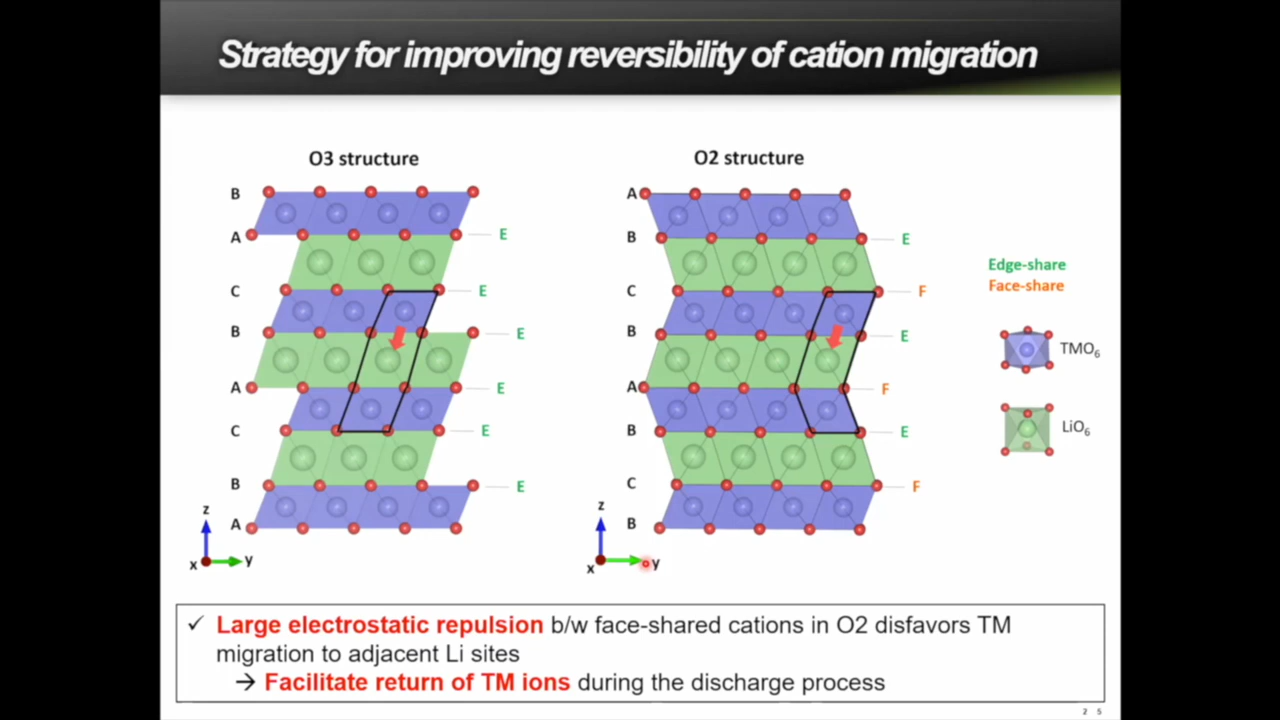 Strategy for improving reversibility of cation migration
O3 structure
B
A
E
C
E
B
E
A
E
C
E
B
E
A
z
x
y
O2 structure
A
B
E
C
F
B
E
A
F
B
E
C
F
B
z
x
y
Edge-share
Face-share
TMO6
LiO6
✓ Large electrostatic repulsion b/w face-shared cations in O2 disfavors TM
migration to adjacent Li sites
→ Facilitate return of TM ions during the discharge process
2 5